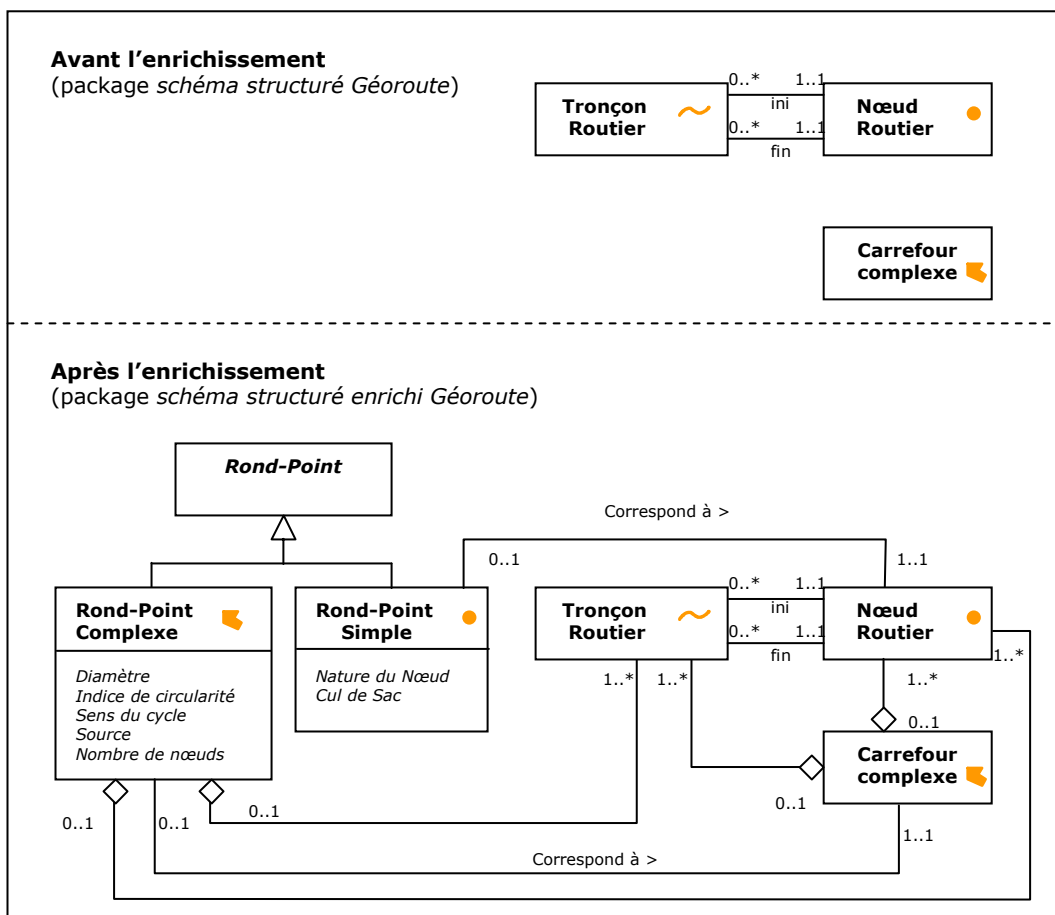 Avant l'enrichissement
(package schéma structuré Géoroute)
0..* 1..1
Tronçon Routier
ini
Nœud Routier
0..* 1..1
fin
Carrefour complexe
Après l'enrichissement
(package schéma structuré enrichi Géoroute)
Rond-Point
Correspond à >
0..1
1..1
Rond-Point Complexe
Diamètre
Indice de circularité
Sens du cycle
Source
Nombre de nœuds
Rond-Point Simple
Nature du Nœud
Cul de Sac
Tronçon Routier
0..* 1..1
ini
0..* 1..1
fin
Nœud Routier
1..*
1..*
1..*
1..*
0..1
Carrefour complexe
0..1
0..1
0..1
0..1
1..1
Correspond à >